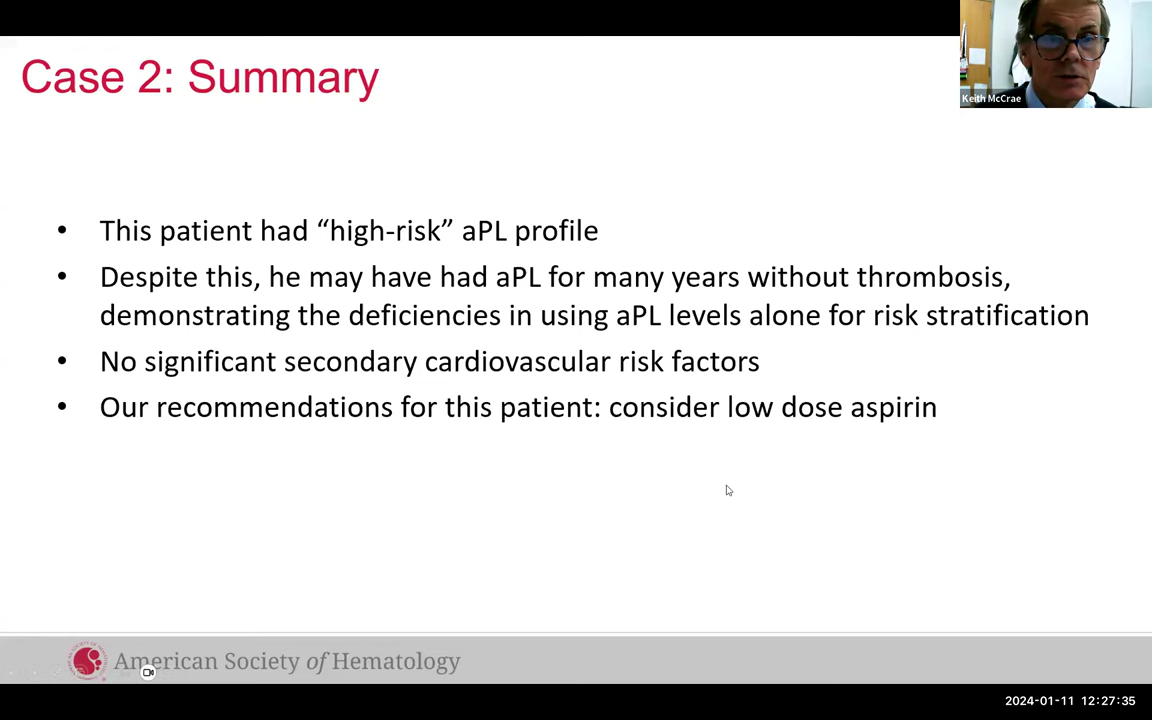 Case 2: Summary
Keith McCrae
• This patient had “high-risk” aPL profile
• Despite this, he may have had aPL for many years without thrombosis,
demonstrating the deficiencies in using aPL levels alone for risk stratification
• No significant secondary cardiovascular risk factors
• Our recommendations for this patient: consider low dose aspirin
American Society of Hematology
2024-01-11 12:27:35